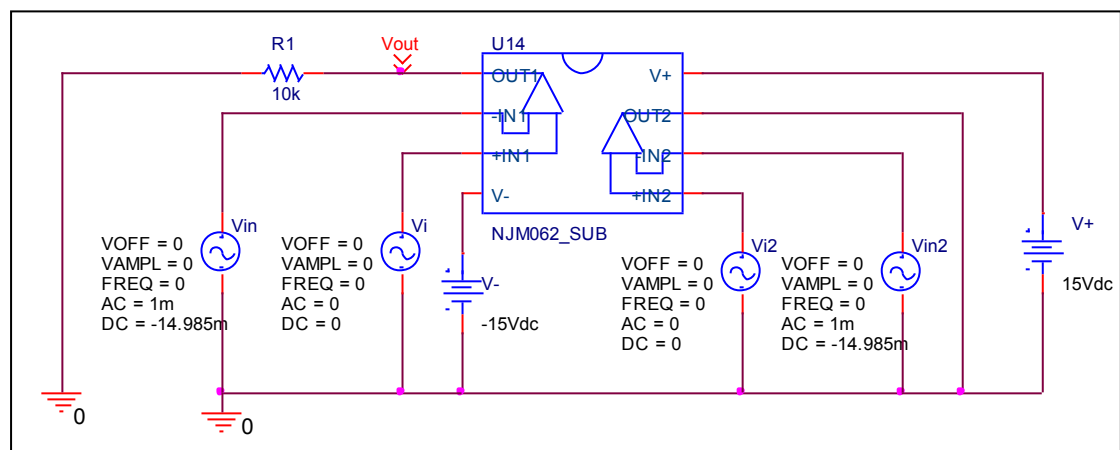 R1
10k
Vout
U14
OUT1
-IN1
+IN1
V-
V+
OUT2
-IN2
+IN2
NJM062_SUB
Vin
VOFF = 0
VAMPL = 0
FREQ = 0
AC = 1m
DC = -14.985m
Vi
VOFF = 0
VAMPL = 0
FREQ = 0
AC = 0
DC = 0
V-
-15Vdc
Vi2
VOFF = 0
VAMPL = 0
FREQ = 0
AC = 0
DC = 0
Vin2
VOFF = 0
VAMPL = 0
FREQ = 0
AC = 1m
DC = -14.985m
V+
15Vdc
0
0